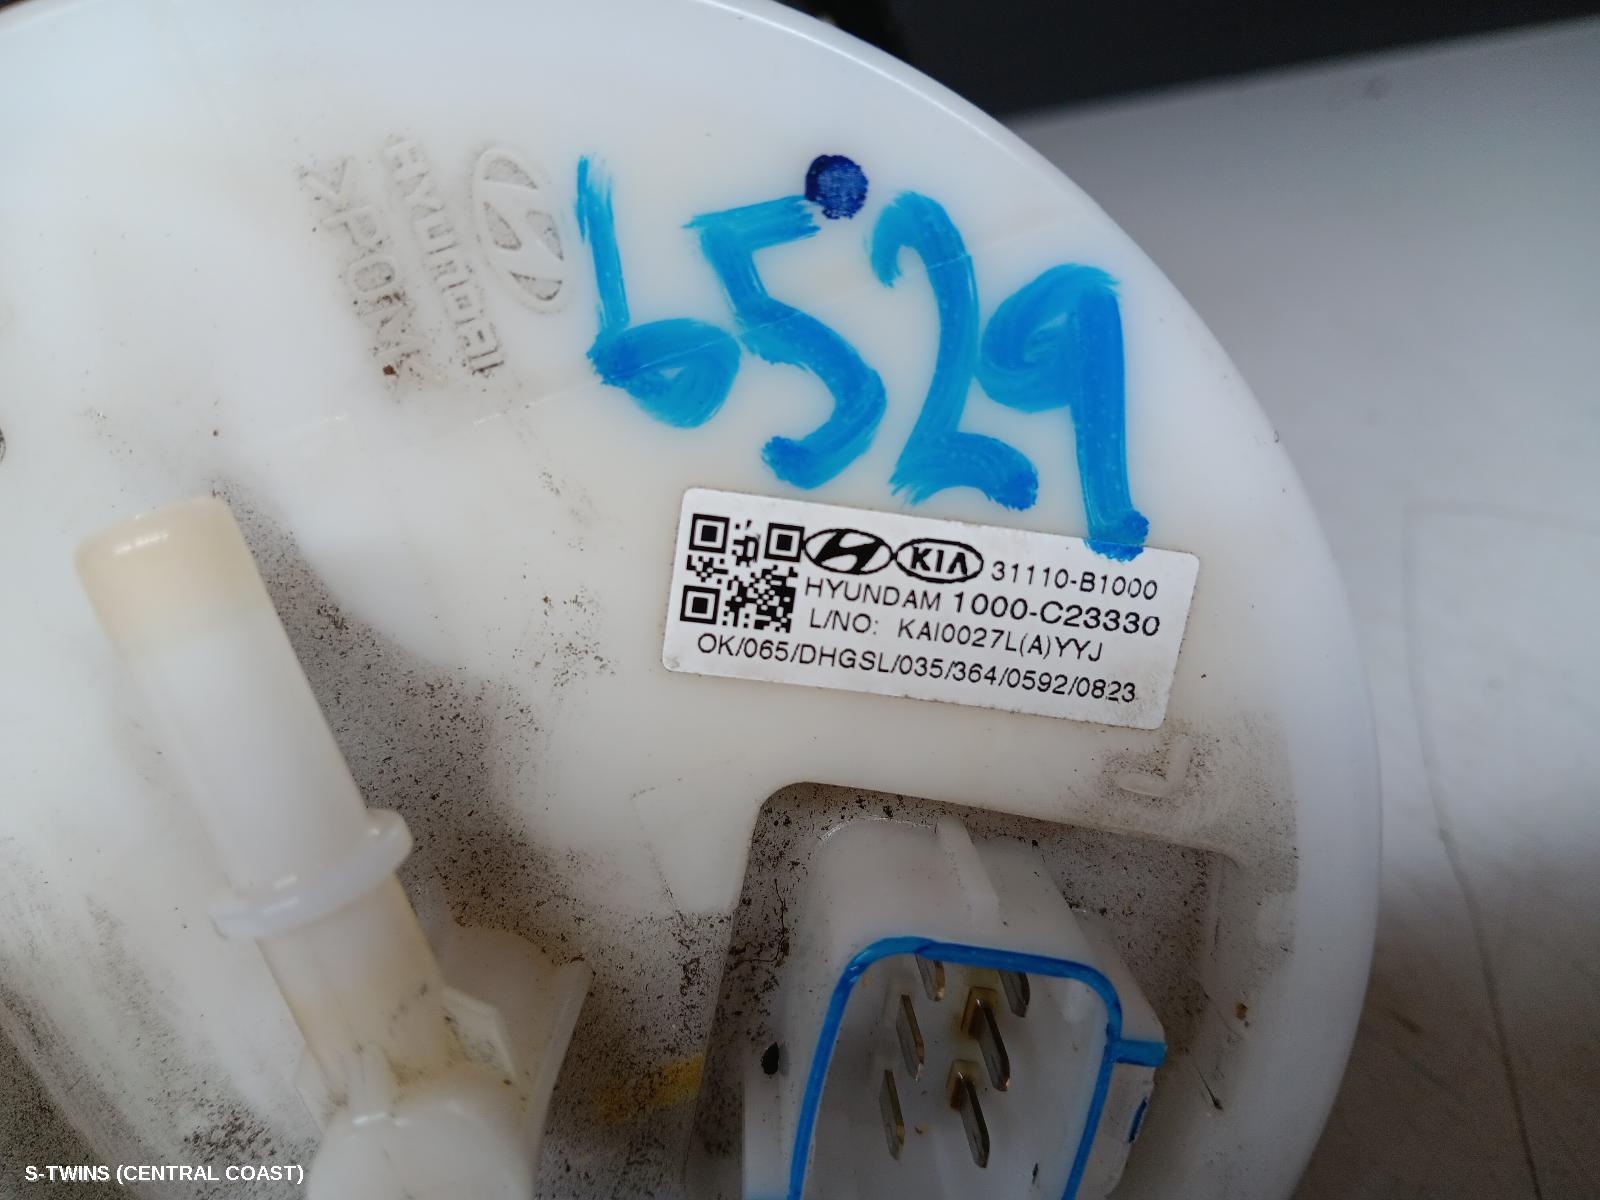 HYUNDAI
>POM<
6529
KIA 31110-B1000
HYUNDAM 1000-C23330
L/NO: KAI0027L(A)YYJ
OK/065/DHGSL/035/364/0592/0823
S-TWINS (CENTRAL COAST)